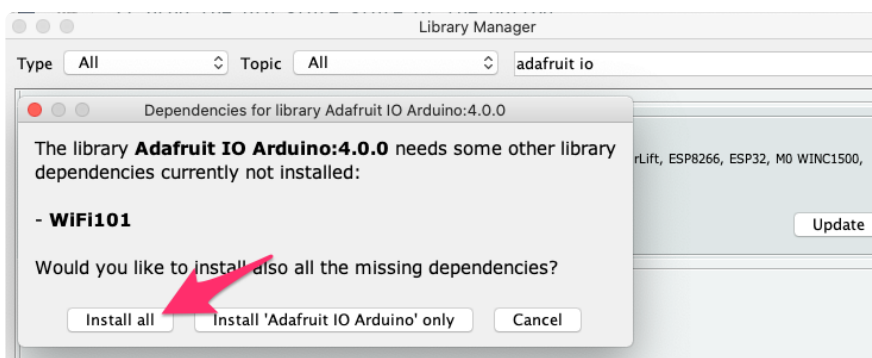 Library Manager
Type All Topic All adafruit io
Dependencies for library Adafruit IO Arduino:4.0.0
The library Adafruit IO Arduino:4.0.0 needs some other library
dependencies currently not installed:
rLift, ESP8266, ESP32, M0 WINC1500,
- WiFi101
Update
Would you like to install also all the missing dependencies?
Install all Install 'Adafruit IO Arduino' only Cancel